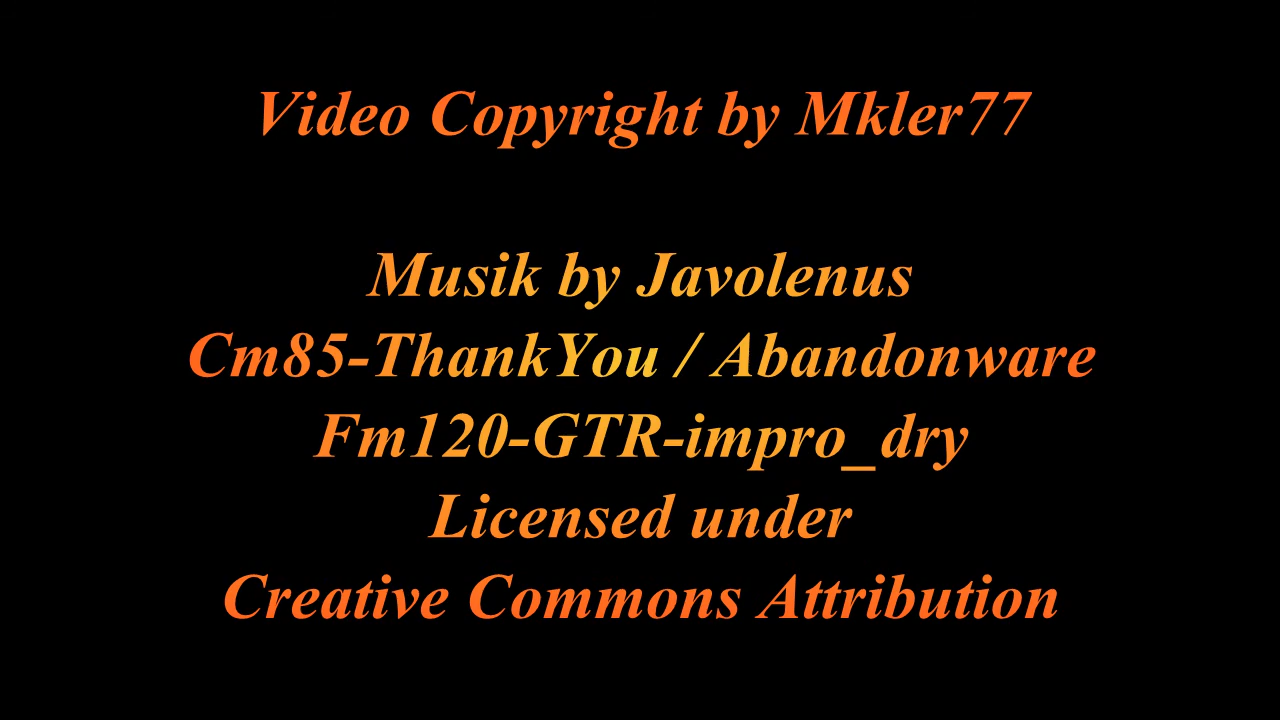 Video Copyright by Mkler77
Musik by Javolenus
Cm85-ThankYou / Abandonware
Fm120-GTR-impro_dry
Licensed under
Creative Commons Attribution